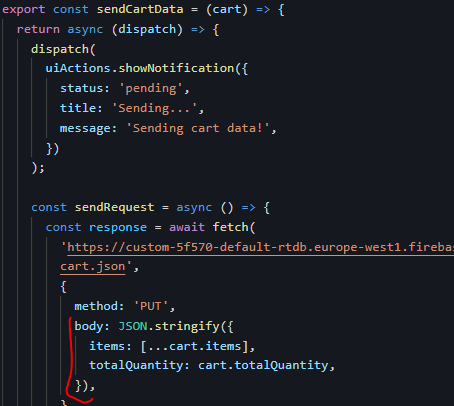 export const sendCartData = (cart) => {
return async (dispatch) => {
dispatch(
uiActions.showNotification({
status: 'pending',
title: 'Sending...',
message: 'Sending cart data!',
})
);
const sendRequest = async () => {
const response = await fetch(
'https://custom-5f570-default-rtdb.europe-west1.fireba
cart.json',
{
method: 'PUT',
body: JSON.stringify({
items: [...cart.items],
totalQuantity: cart.totalQuantity,
}),
}